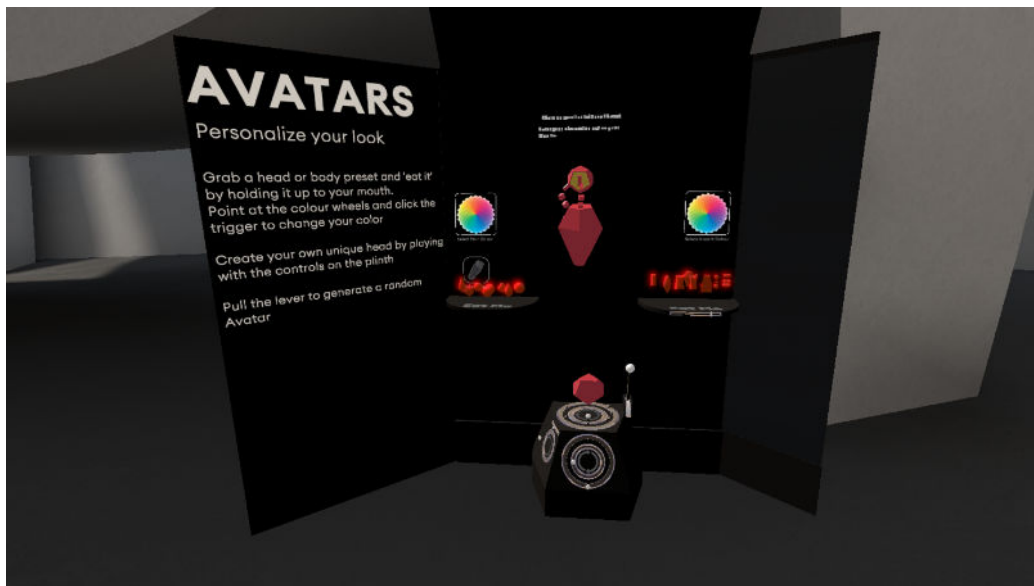 AVATARS
Personalize your look
Grab a head or body preset and 'eat it'
by holding it up to your mouth.
Point at the colour wheels and click the
trigger to change your color
Create your own unique head by playing
with the controls on the plinth
Pull the lever to generate a random
Avatar